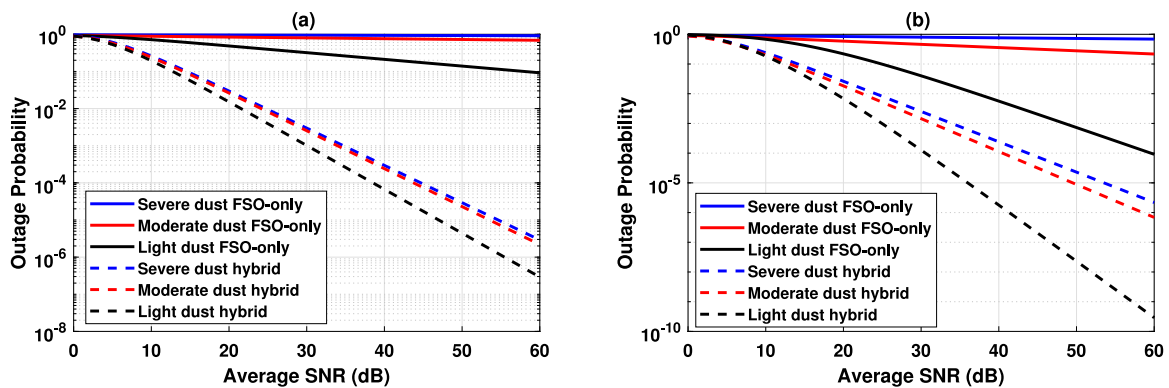 (a)
Outage Probability
10^0
10^-2
10^-4
10^-6
10^-8
Severe dust FSO-only
Moderate dust FSO-only
Light dust FSO-only
Severe dust hybrid
Moderate dust hybrid
Light dust hybrid
0 10 20 30 40 50 60
Average SNR (dB)
(b)
Outage Probability
10^0
10^-5
10^-10
Severe dust FSO-only
Moderate dust FSO-only
Light dust FSO-only
Severe dust hybrid
Moderate dust hybrid
Light dust hybrid
0 10 20 30 40 50 60
Average SNR (dB)